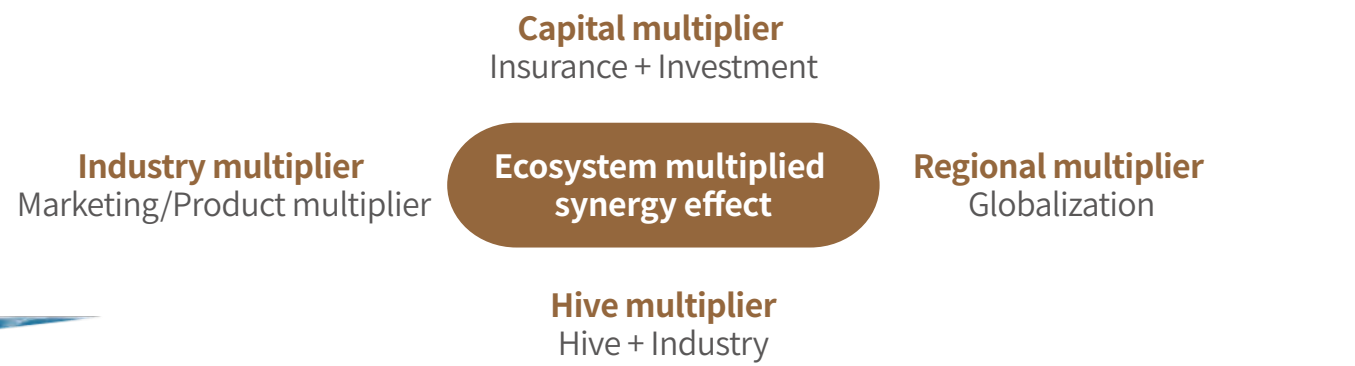 Capital multiplier
Insurance + Investment
Industry multiplier
Marketing/Product multiplier
Ecosystem multiplied
synergy effect
Regional multiplier
Globalization
Hive multiplier
Hive + Industry